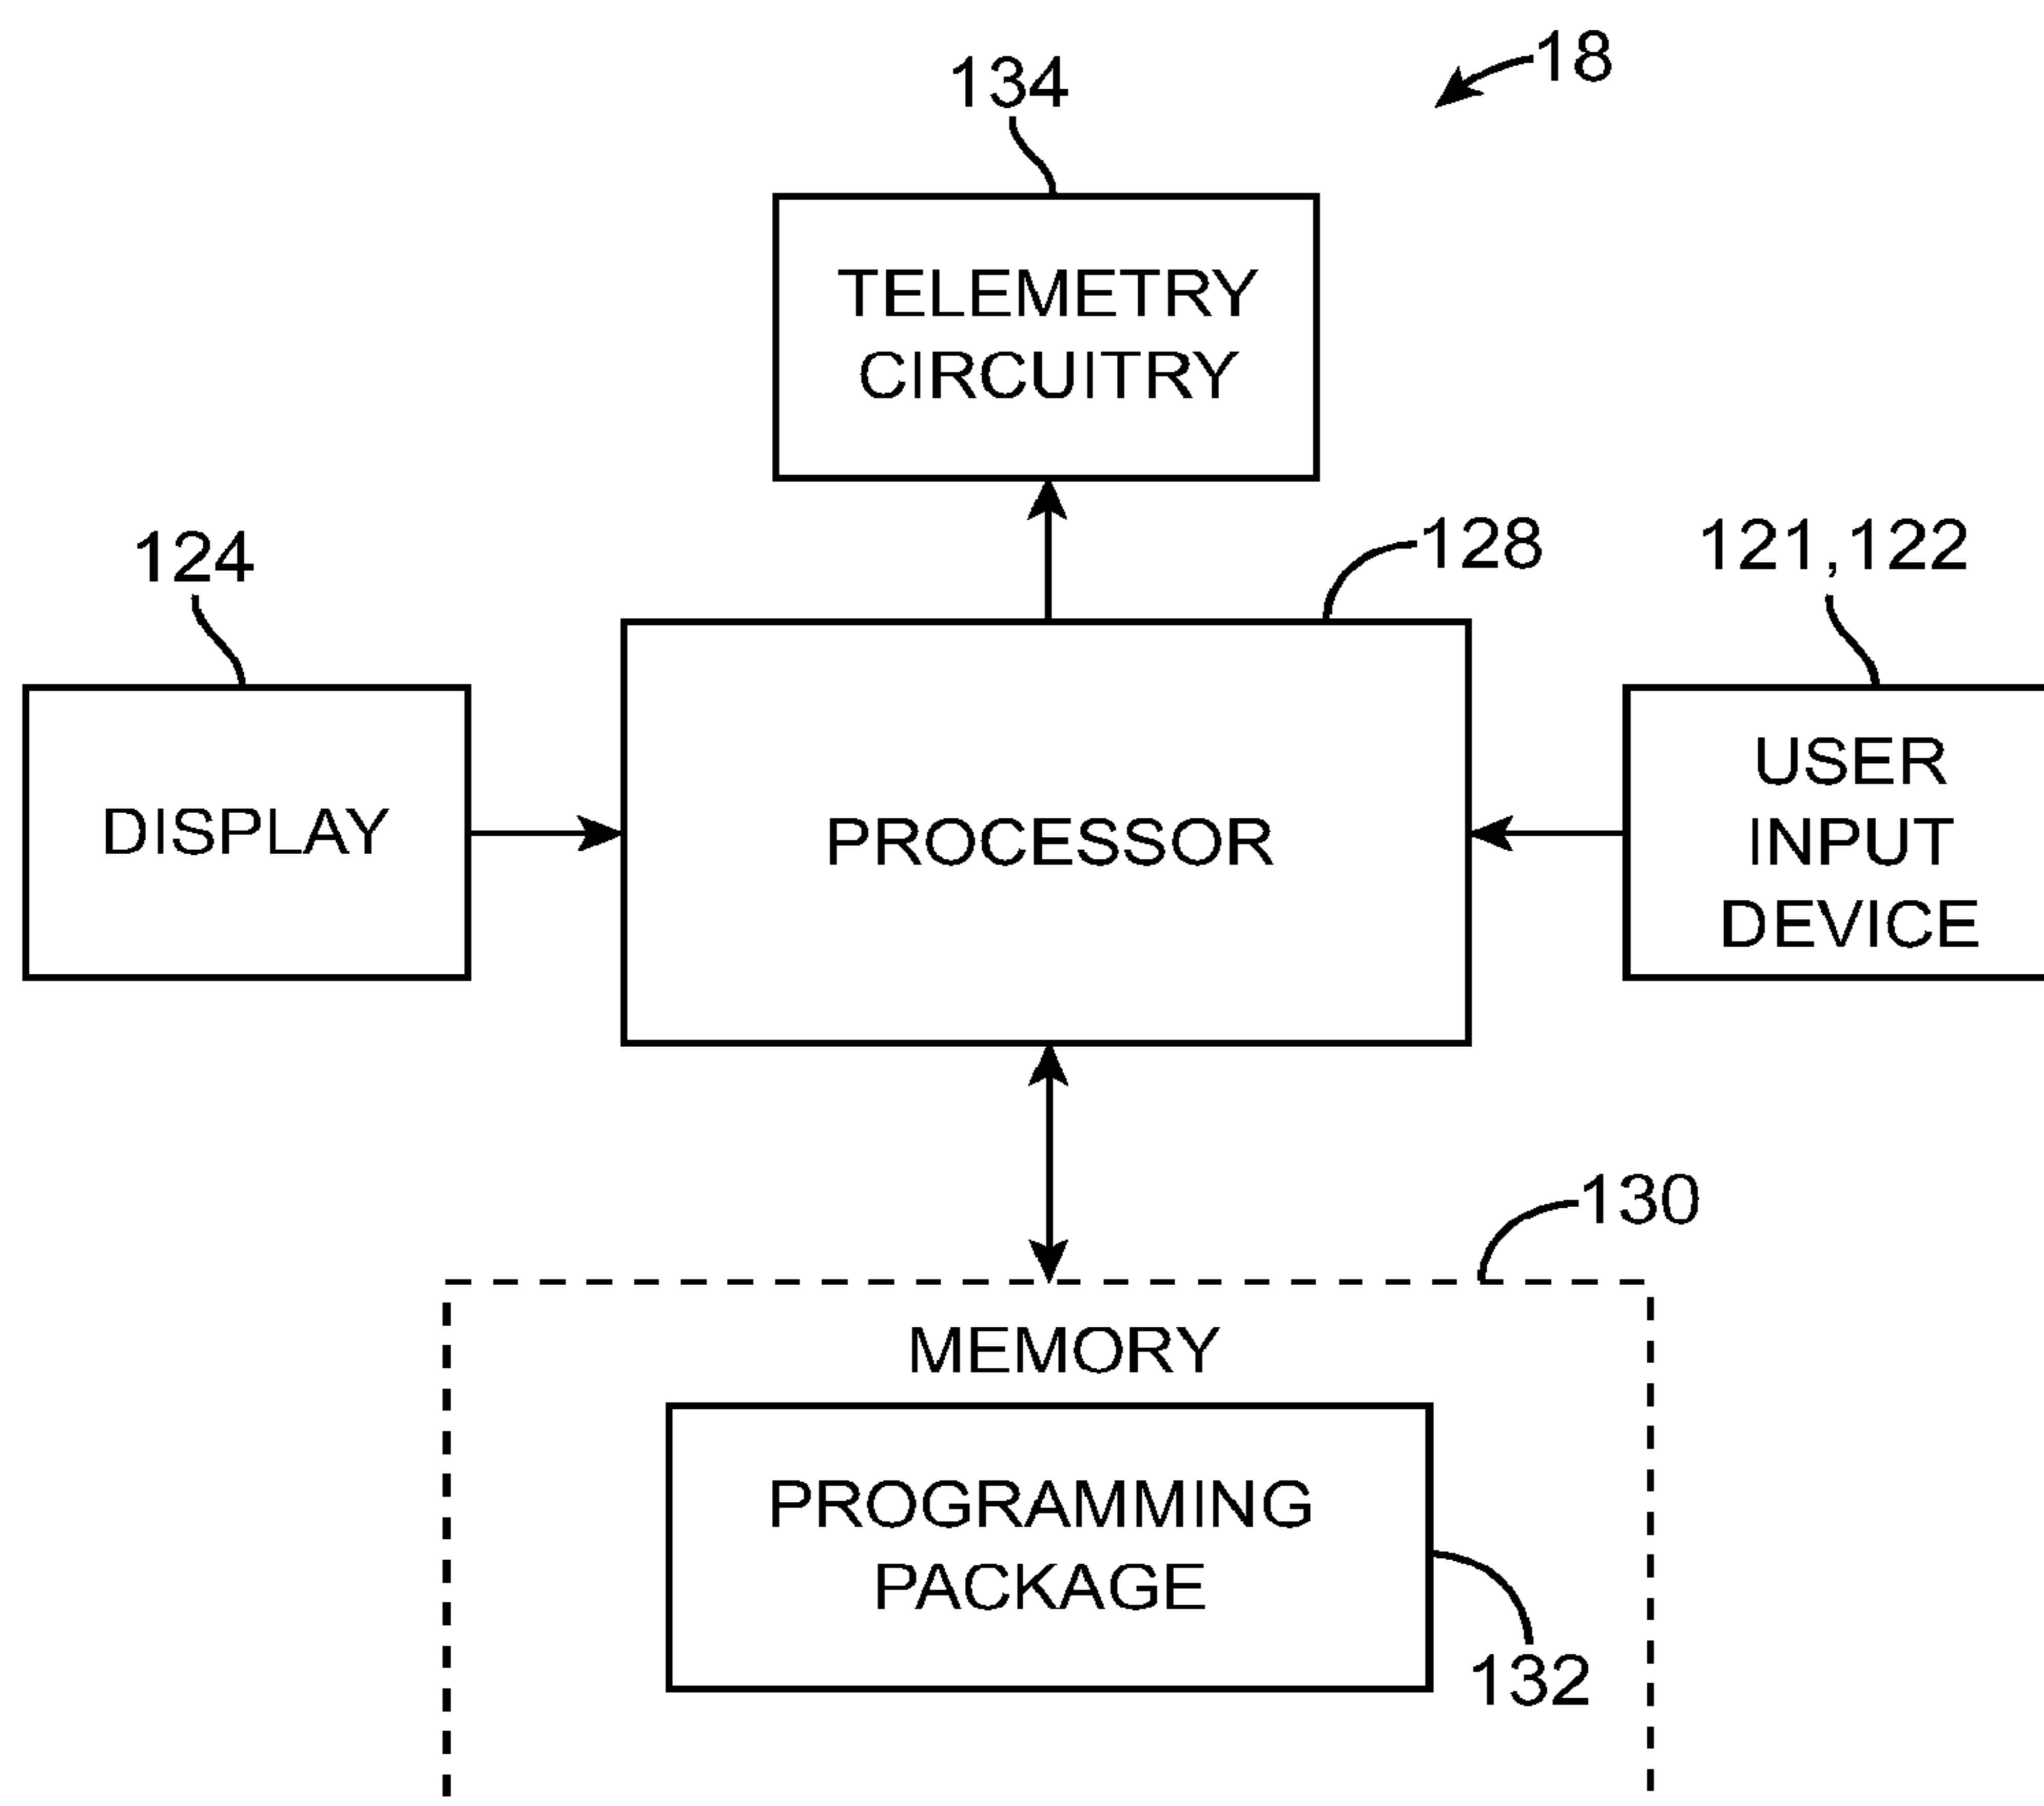 18
134
TELEMETRY
CIRCUITRY
124
128
121,122
DISPLAY
PROCESSOR
USER
INPUT
DEVICE
130
MEMORY
PROGRAMMING
PACKAGE
132